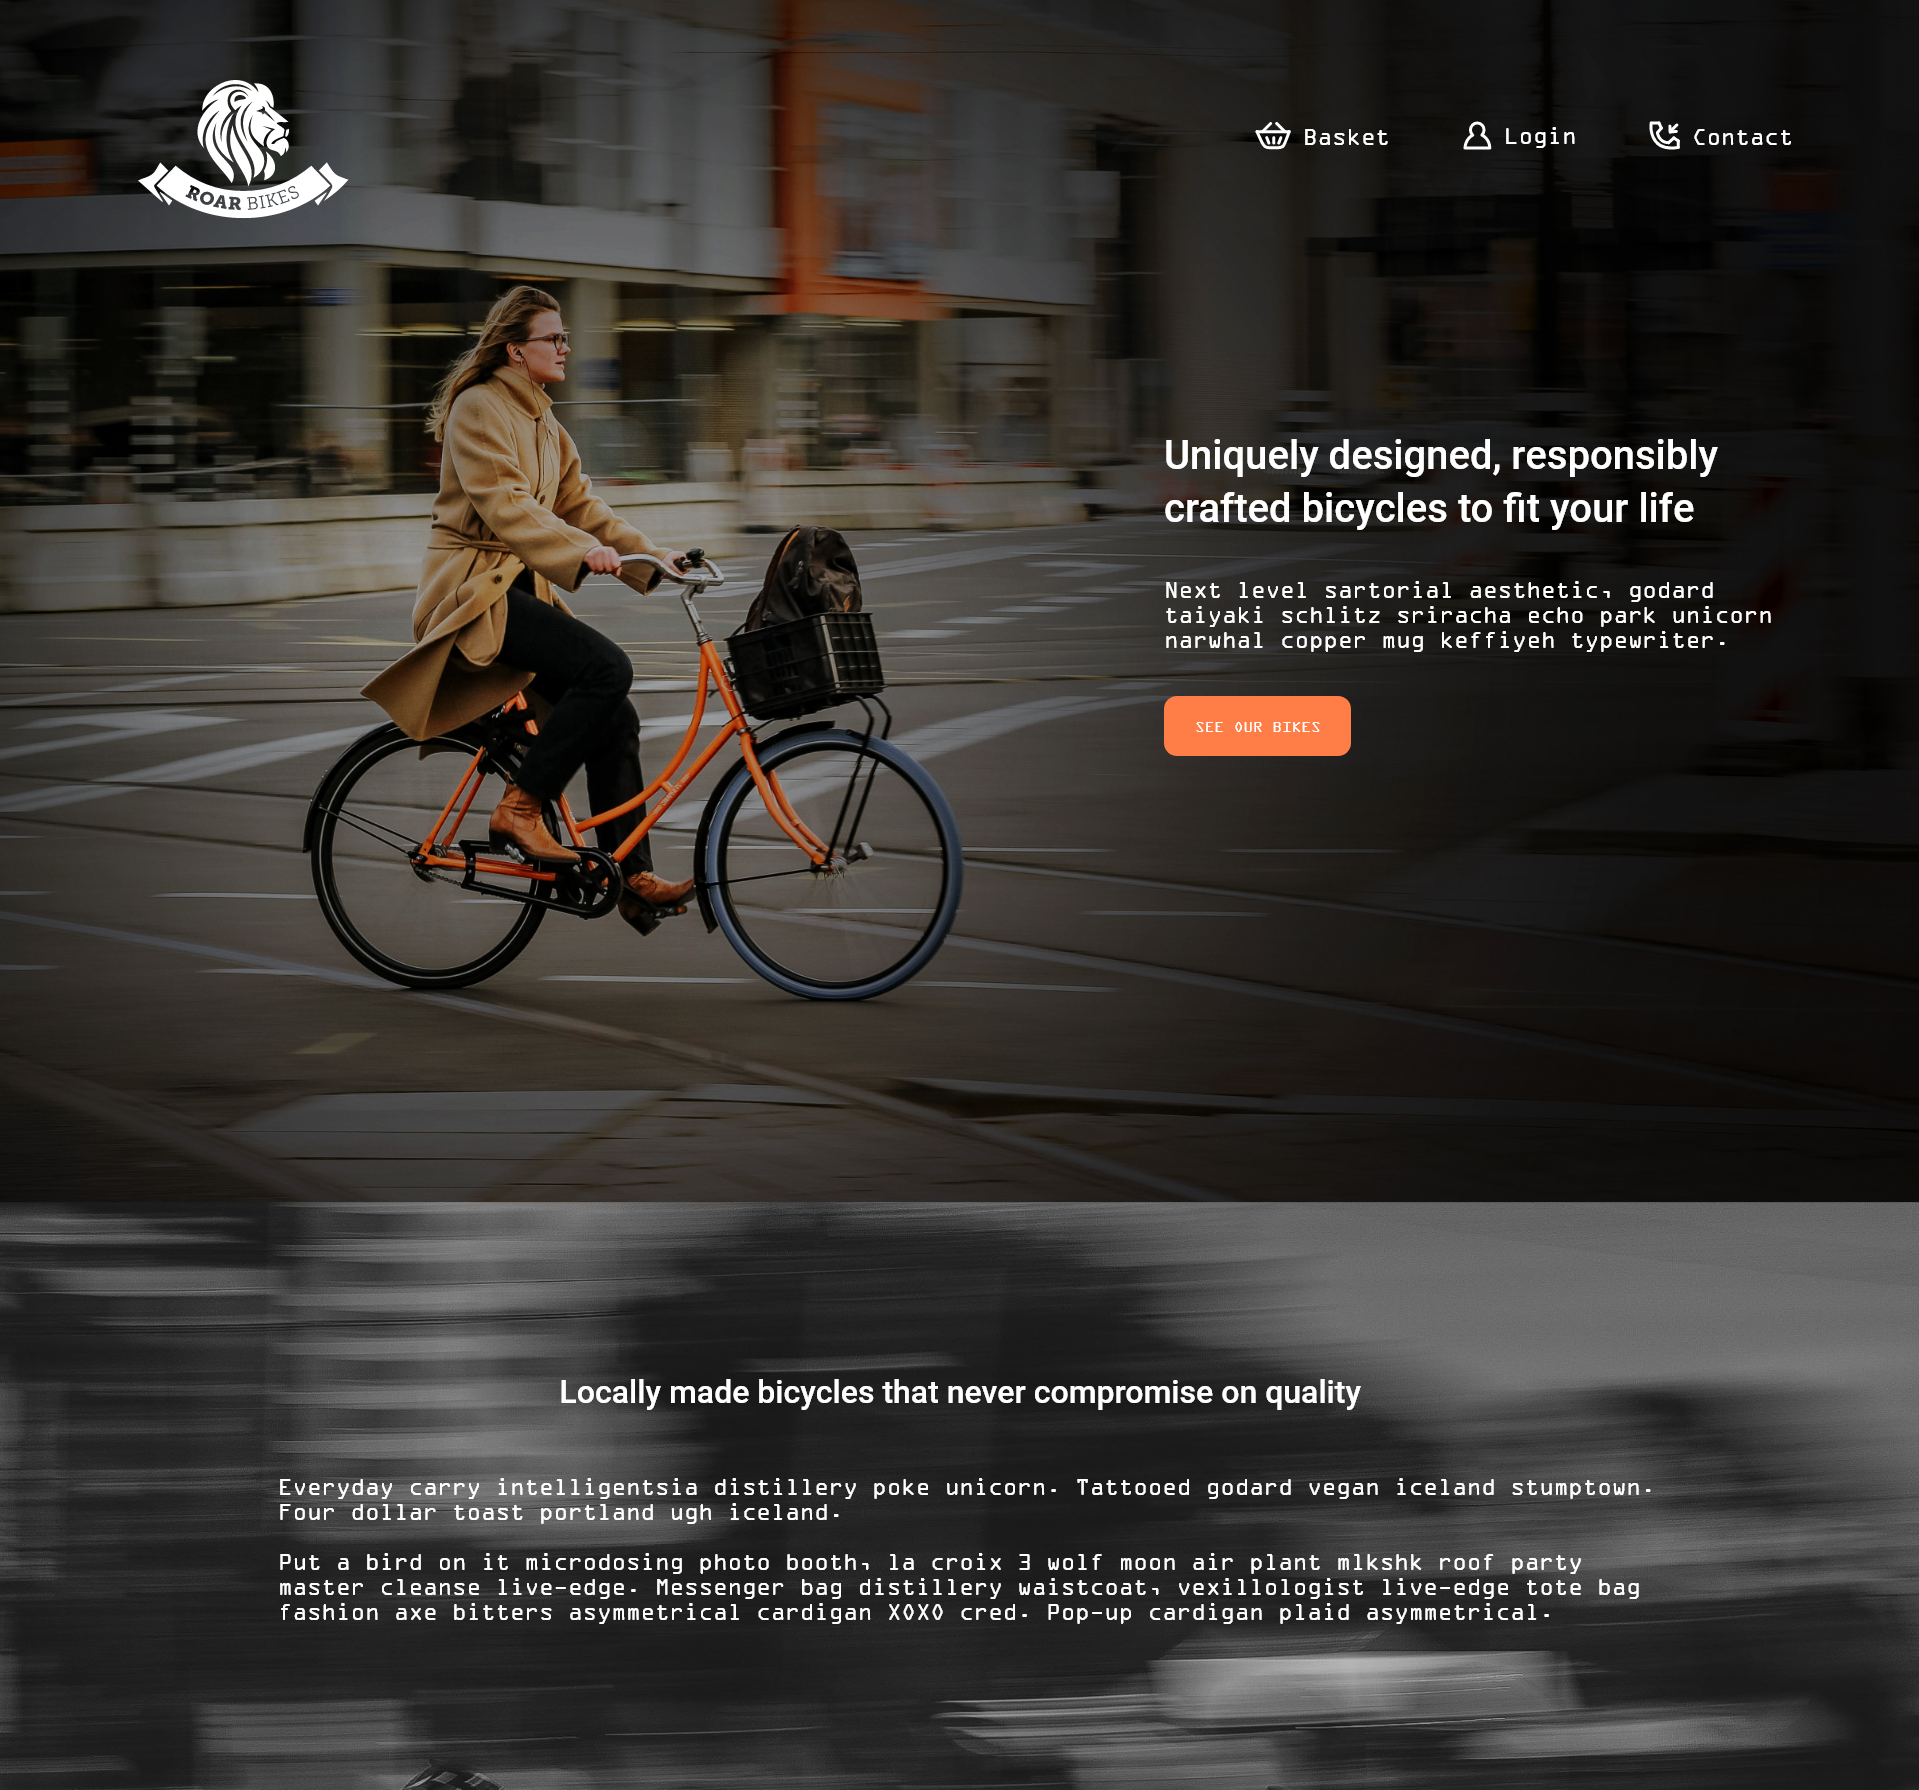 ROAR BIKES
Basket
Login
Contact
Uniquely designed, responsibly
crafted bicycles to fit your life
Next level sartorial aesthetic, godard
taiyaki schlitz sriracha echo park unicorn
narwhal copper mug keffiyeh typewriter.
SEE OUR BIKES
Locally made bicycles that never compromise on quality
Everyday carry intelligentsia distillery poke unicorn. Tattooed godard vegan iceland stumptown.
Four dollar toast portland ugh iceland.
Put a bird on it microdosing photo booth, la croix 3 wolf moon air plant mlkshk roof party
master cleanse live-edge. Messenger bag distillery waistcoat, vexillologist live-edge tote bag
fashion axe bitters asymmetrical cardigan XOXO cred. Pop-up cardigan plaid asymmetrical.